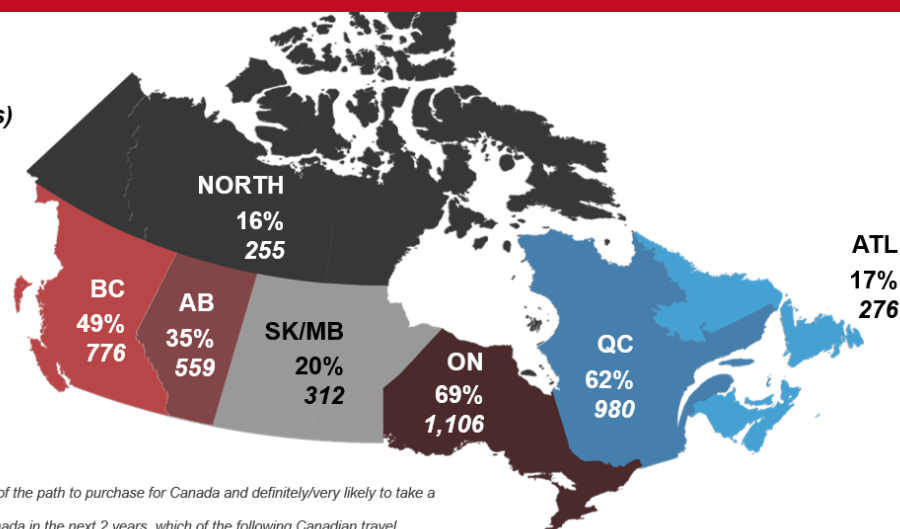 s)
NORTH
16%
255
BC
49%
776
AB
35%
559
SK/MB
20%
312
ON
69%
1,106
QC
62%
980
ATL
17%
276
of the path to purchase for Canada and definitely/very likely to take a
nada in the next 2 years, which of the following Canadian travel